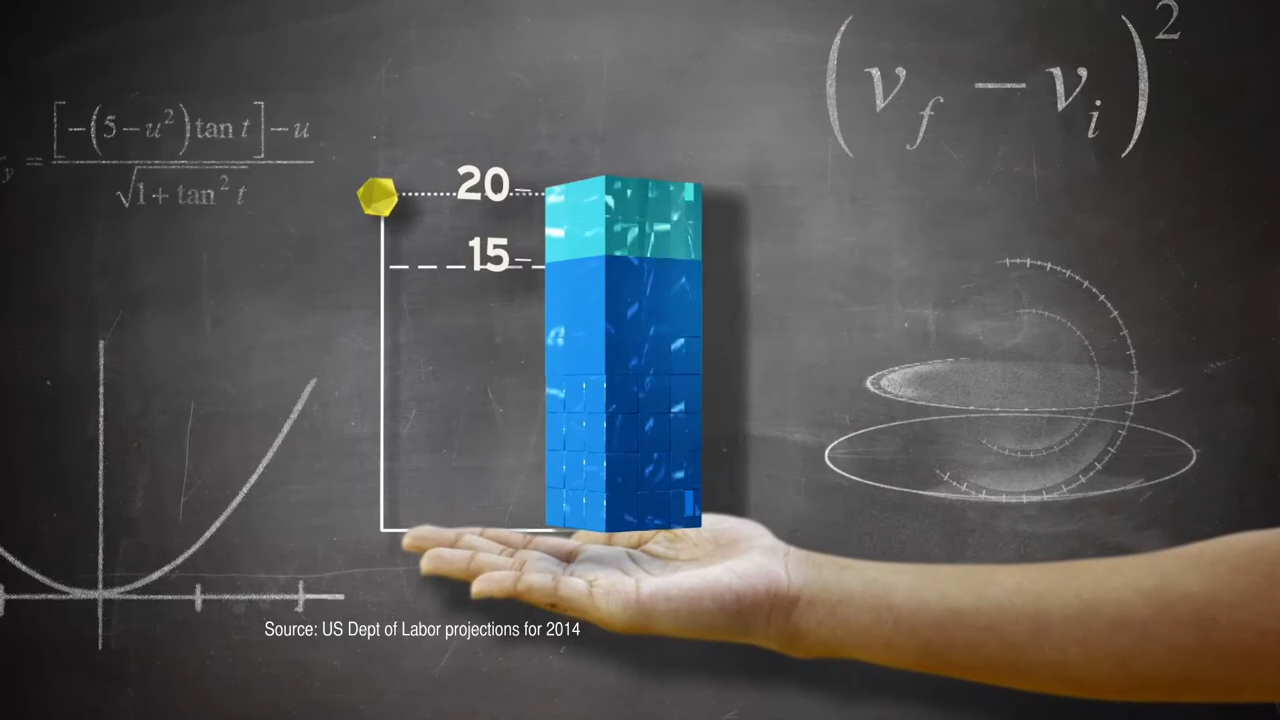 (v_f − v_i)²
[−(5−u²)tan t]−u
y =
√1+tan² t
20
15
Source: US Dept of Labor projections for 2014